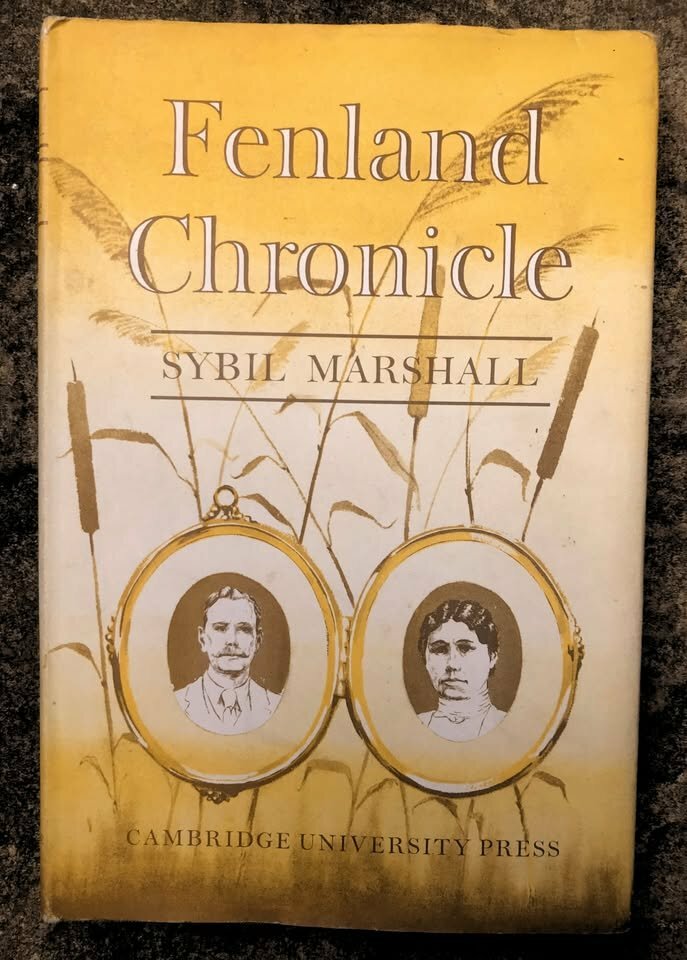 Fenland
Chronicle
SYBIL MARSHALL
CAMBRIDGE UNIVERSITY PRESS